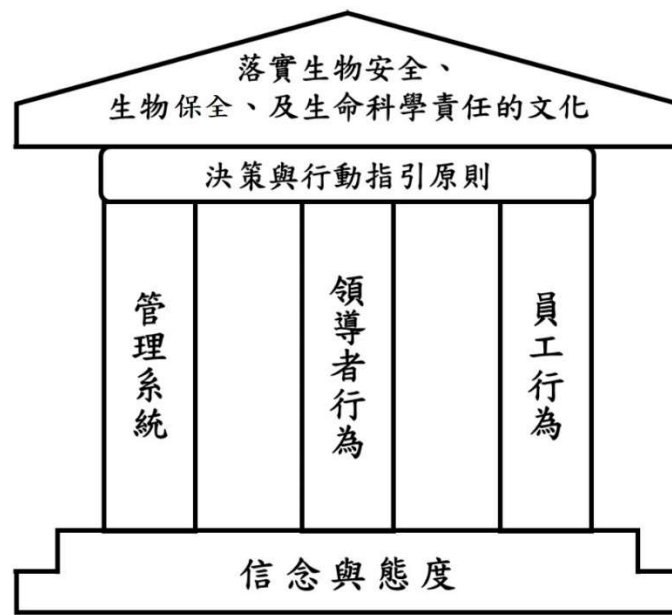 落實生物安全、
生物保全、及生命科學責任的文化
決策與行動指引原則
管理系統
領導者行為
員工行為
信念與態度